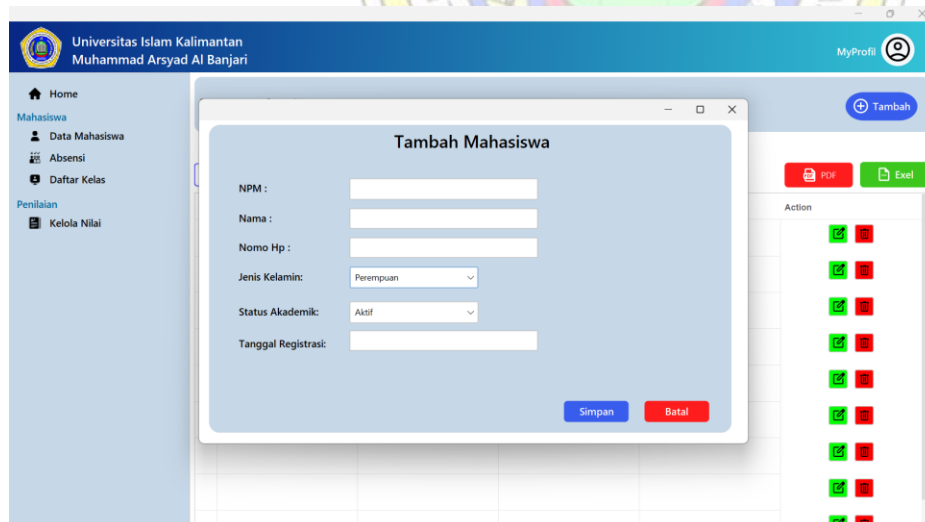 Universitas Islam Kalimantan
Muhammad Arsyad Al Banjari
MyProfil
Home
Mahasiswa
Data Mahasiswa
Absensi
Daftar Kelas
Penilaian
Kelola Nilai
Tambah
PDF
Exel
Action
Tambah Mahasiswa
NPM :
Nama :
Nomo Hp :
Jenis Kelamin:
Perempuan
Status Akademik:
Aktif
Tanggal Registrasi:
Simpan
Batal